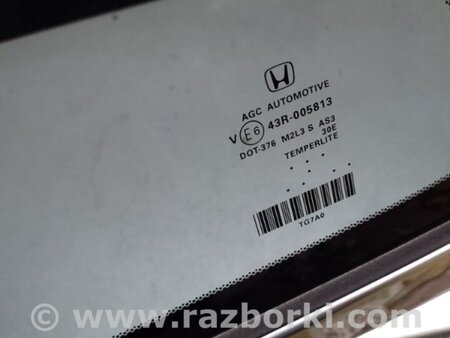 AGC AUTOMOTIVE
V E6 43R-005813
DOT-376 M2L3 S AS3
30E
TEMPERLITE
TG7A0
© www.razborki.com